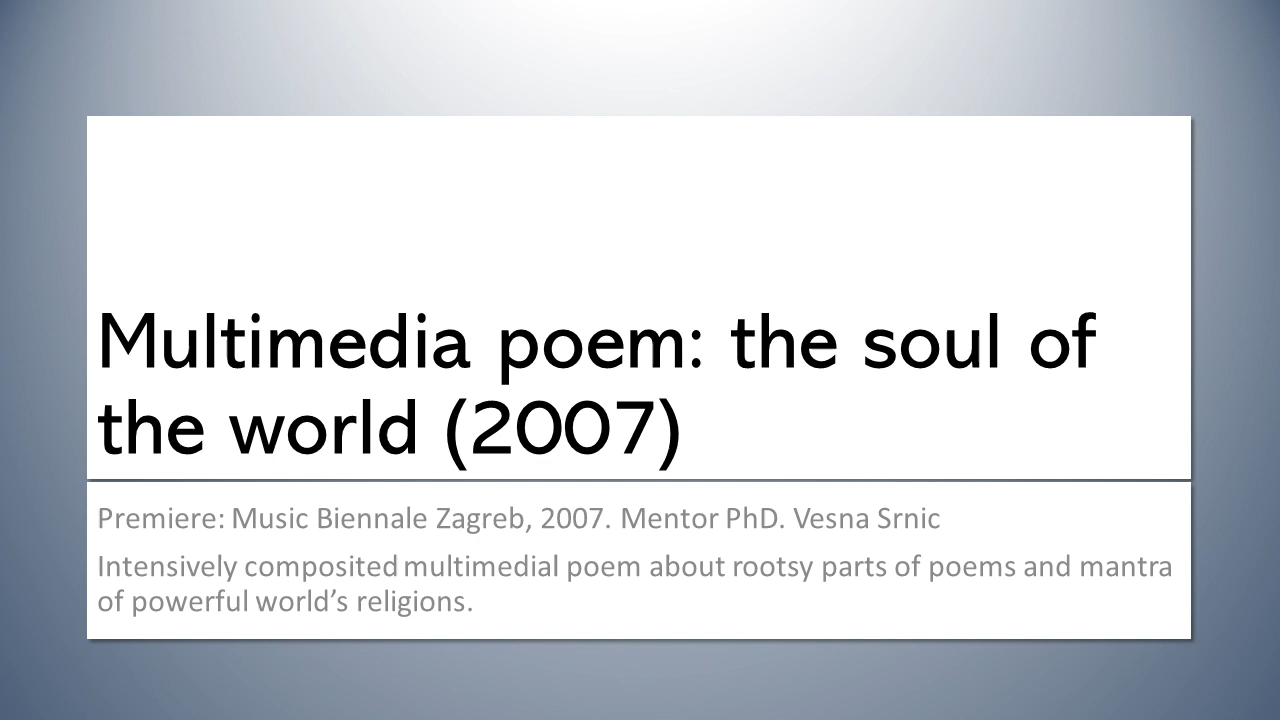 Multimedia poem: the soul of
the world (2007)
Premiere: Music Biennale Zagreb, 2007. Mentor PhD. Vesna Srnic
Intensively composited multimedial poem about rootsy parts of poems and mantra
of powerful world’s religions.